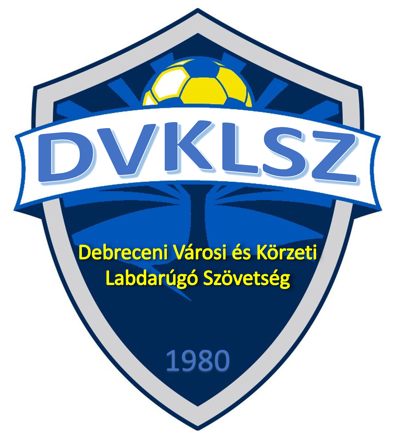 DVKLSZ
Debreceni Városi és Körzeti
Labdarúgó Szövetség
1980